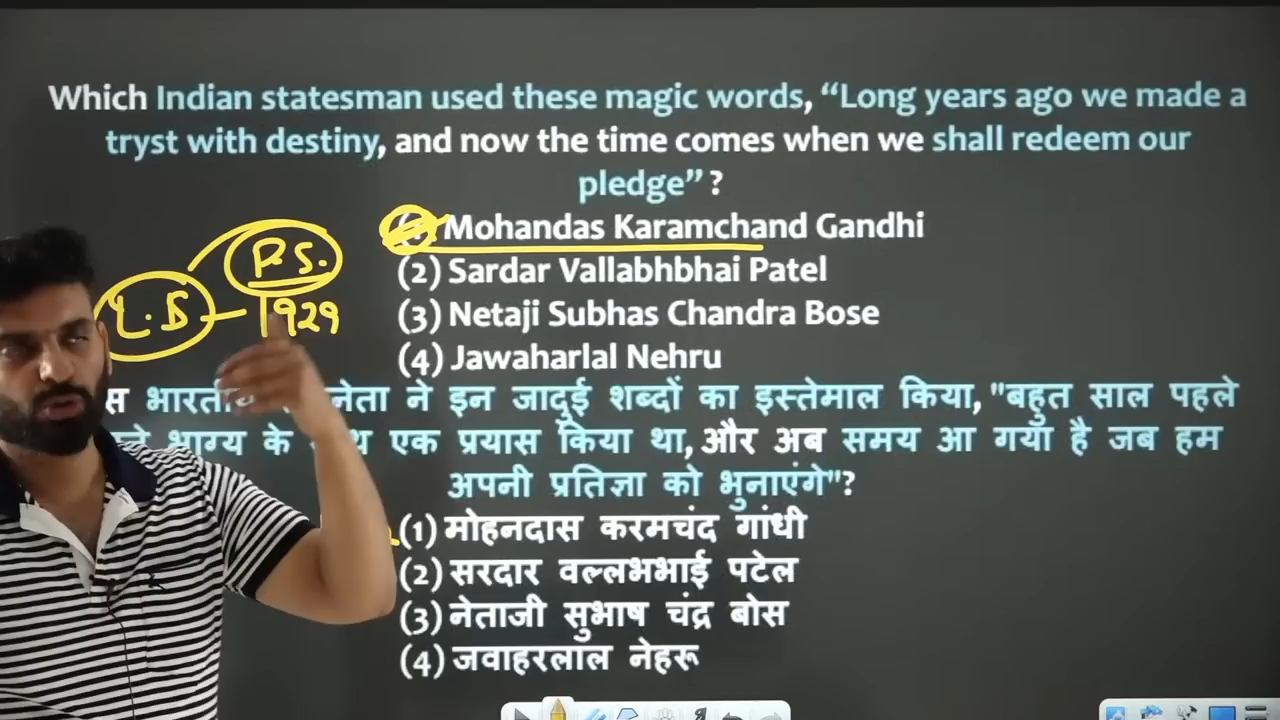 Which Indian statesman used these magic words, “Long years ago we made a
tryst with destiny, and now the time comes when we shall redeem our
pledge” ?
Mohandas Karamchand Gandhi
(2) Sardar Vallabhbhai Patel
(3) Netaji Subhas Chandra Bose
(4) Jawaharlal Nehru
P.S.
1929
भारतीय नेता ने इन जादुई शब्दों का इस्तेमाल किया, "बहुत साल पहले
भाग्य के एक प्रयास किया था, और अब समय आ गया है जब हम
अपनी प्रतिज्ञा को भुनाएंगे"?
(1) मोहनदास करमचंद गांधी
(2) सरदार वल्लभभाई पटेल
(3) नेताजी सुभाष चंद्र बोस
(4) जवाहरलाल नेहरू